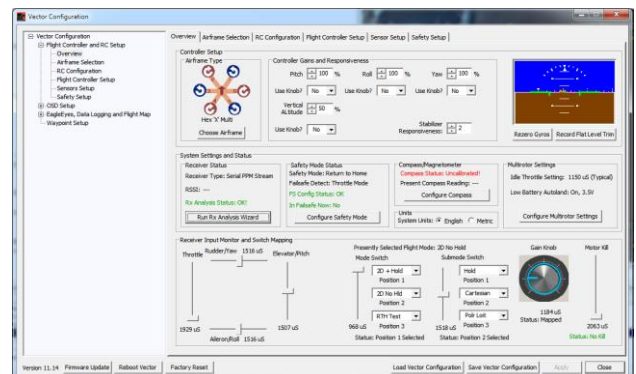 Vector Configuration
Vector Configuration
Flight Controller and RC Setup
Overview
Airframe Selection
RC Configuration
Flight Controller Setup
Sensors Setup
Safety Setup
OSD Setup
EagleEyes, Data Logging and Flight Map
Waypoint Setup
Overview Airframe Selection RC Configuration Flight Controller Setup Sensor Setup Safety Setup
Controller Setup
Airframe Type
Hex 'X' Multi
Choose Airframe
Controller Gains and Responsiveness
Pitch 100 % Roll 100 % Yaw 100 %
Use Knob? No Use Knob? No Use Knob? No
Vertical
Altitude 50 %
Use Knob? No
Stabilizer
Responsiveness: 2
Rezero Gyros Record Flat Level Trim
System Settings and Status
Receiver Status
Receiver Type: Serial PPM Stream
RSSI: ---
Rx Analysis Status: OK!
Run Rx Analysis Wizard
Safety Mode Status
Safety Mode: Return to Home
Failsafe Detect: Throttle Mode
FS Config Status: OK
In Failsafe Now: No
Configure Safety Mode
Compass/Magnetometer
Compass Status: Uncalibrated!
Present Compass Reading: ---
Configure Compass
Units
System Units: English Metric
Multirotor Settings
Idle Throttle Setting: 1150 uS (Typical)
Low Battery Autoland: On, 3.5V
Configure Multirotor Settings
Receiver Input Monitor and Switch Mapping
Throttle
1929 uS
Rudder/Yaw 1516 uS
Aileron/Roll 1516 uS
Elevator/Pitch
1507 uS
Presently Selected Flight Mode: 2D No Hold
Mode Switch
2D + Hold
Position 1
2D No Hld
Position 2
RTH Test
968 uS Position 3
Status: Position 1 Selected
Submode Switch
Hold
Position 1
Cartesian
Position 2
Polr Loit
1518 uS Position 3
Status: Position 2 Selected
Gain Knob
1184 uS
Status: Mapped
Motor Kill
2063 uS
Status: No Kill
Version 11.14 Firmware Update Reboot Vector Factory Reset Load Vector Configuration Save Vector Configuration Apply Close